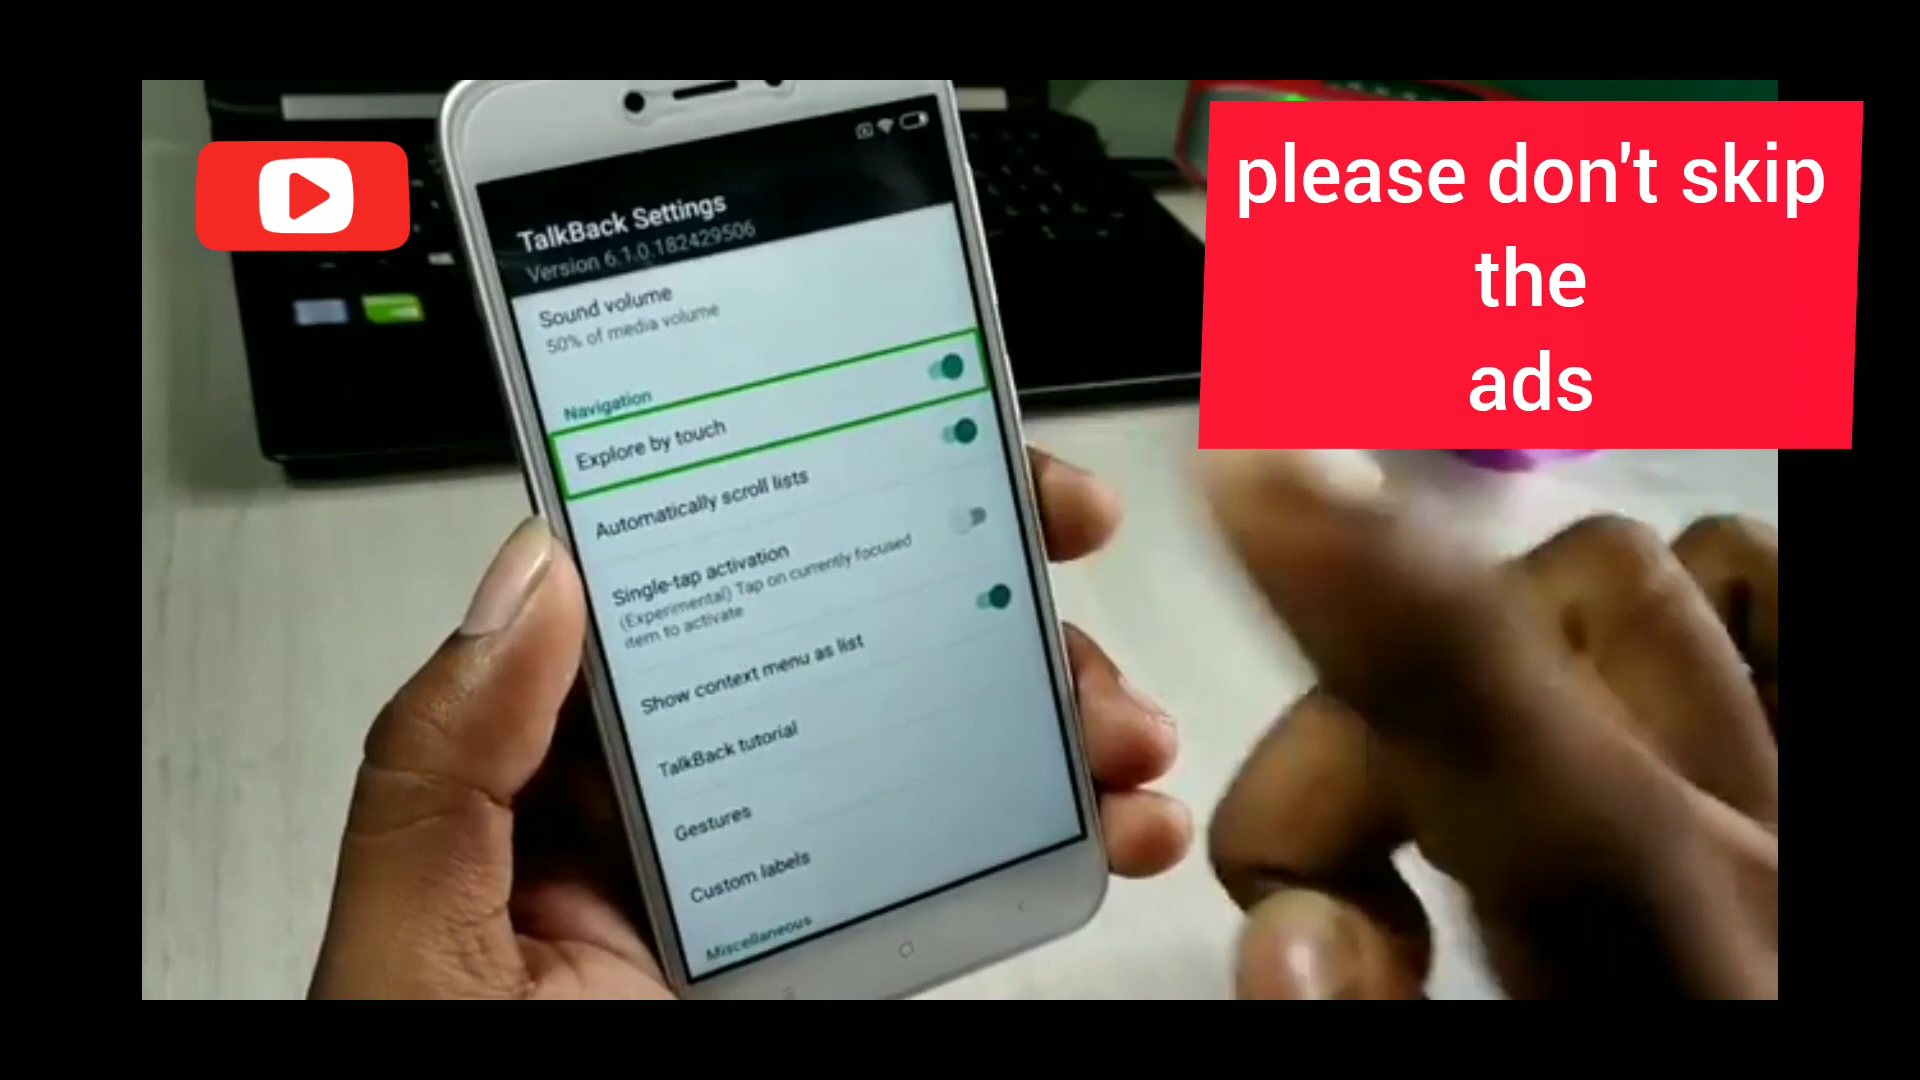 please don't skip
the
ads
TalkBack Settings
Version 6.1.0.182429506
Sound volume
50% of media volume
Navigation
Explore by touch
Automatically scroll lists
Single-tap activation
(Experimental) Tap on currently focused
item to activate
Show context menu as list
TalkBack tutorial
Gestures
Custom labels
Miscellaneous